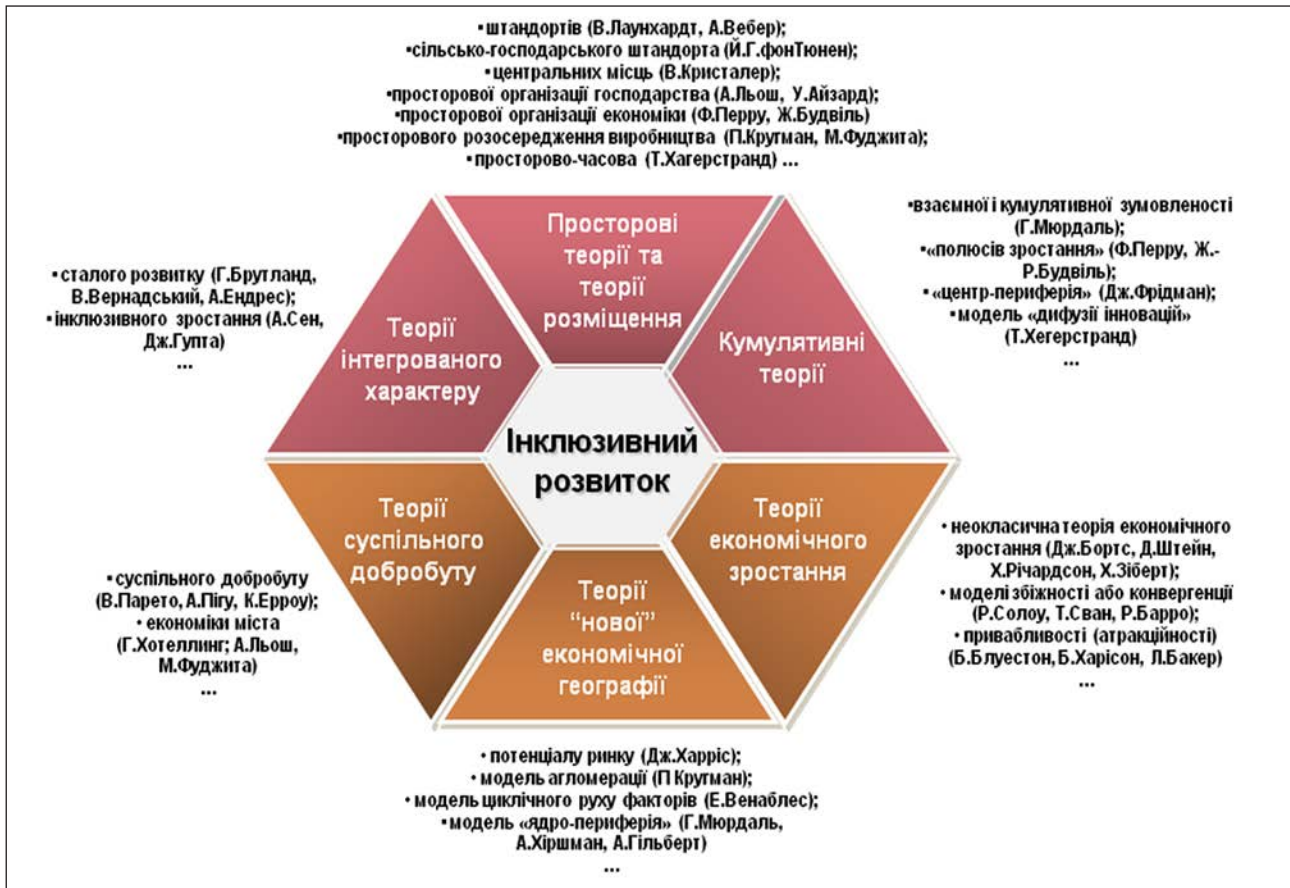 ▪штандортів (В.Лаунхардт, А.Вебер);
▪сільсько-господарського штандорта (Й.Г.фонТюнен);
▪центральних місць (В.Кристалер);
▪просторової організації господарства (А.Льош, У.Айзард);
▪просторової організації економіки (Ф.Перру, Ж.Будвіль)
▪просторового розосередження виробництва (П.Кругман, М.Фуджита);
▪просторово-часова (Т.Хагерстранд) ...
Просторові
теорії та
теорії
розміщення
▪взаємної і кумулятивної зумовленості
(Г.Мюрдаль);
▪«полюсів зростання» (Ф.Перру, Ж.-
Р.Будвіль);
▪«центр-периферія» (Дж.Фрідман);
▪ модель «дифузії інновацій»
(Т.Хегерстранд)
...
Кумулятивні
теорії
▪ сталого розвитку (Г.Брутланд,
В.Вернадський, А.Ендрес);
▪ інклюзивного зростання (А.Сен,
Дж.Гупта)
...
Теорії
інтегрованого
характеру
Інклюзивний
розвиток
Теорії
суспільного
добробуту
• суспільного добробуту
(В.Парето, А.Пігу, К.Ерроу);
• економіки міста
(Г.Хотеллинг; А.Льош,
М.Фуджита)
...
Теорії
економічного
зростання
• неокласична теорія економічного
зростання (Дж.Бортс, Д.Штейн,
Х.Річардсон, Х.Зіберт);
• моделі збіжності або конвергенції
(Р.Солоу, Т.Сван, Р.Барро);
• привабливості (атракційності)
(Б.Блуестон, Б.Харісон, Л.Бакер)
...
Теорії
“нової”
економічної
географії
• потенціалу ринку (Дж.Харріс);
• модель агломерації (П Кругман);
• модель циклічного руху факторів (Е.Венаблес);
• модель «ядро-периферія» (Г.Мюрдаль,
А.Хіршман, А.Гільберт)
...